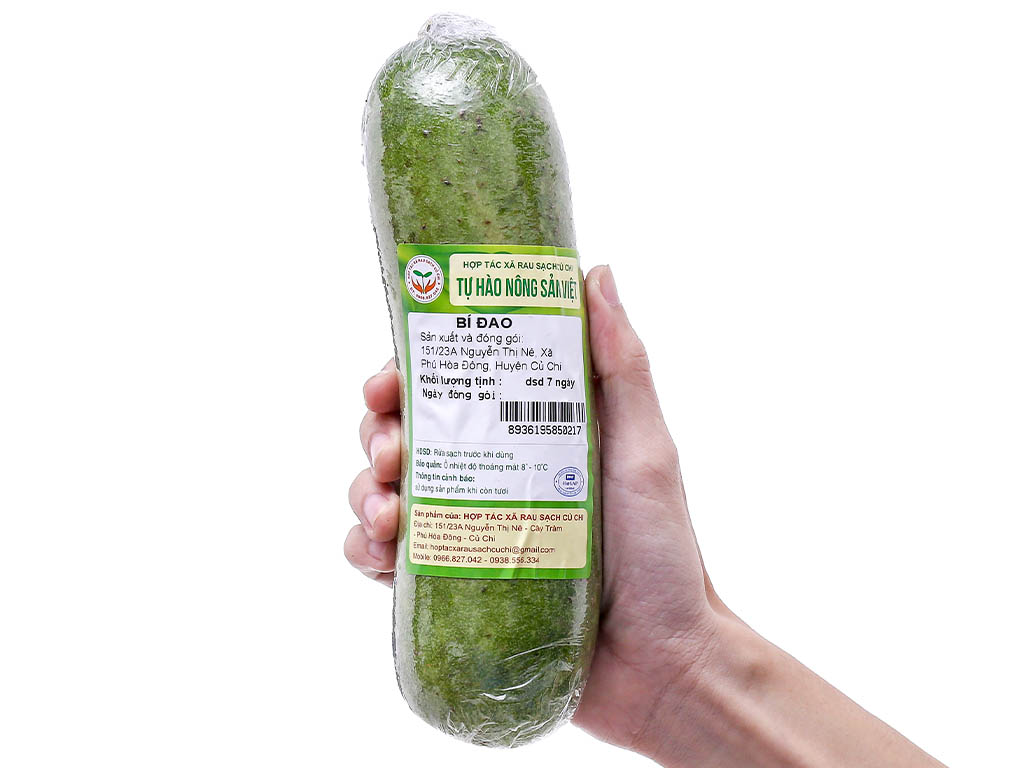 HỢP TÁC XÃ RAU SẠCH CỦ CHI
TỰ HÀO NÔNG SẢN VIỆT
BÍ ĐAO
Sản xuất và đóng gói:
151/23A Nguyễn Thị Nê, Xã
Phú Hòa Đông, Huyện Củ Chi
Khối lượng tịnh : dsd 7 ngày
Ngày đóng gói :
8936195850217
HDSD: Rửa sạch trước khi dùng
Bảo quản: Ở nhiệt độ thoáng mát 8°- 10°C
Thông tin cảnh báo:
sử dụng sản phẩm khi còn tươi
Sản phẩm của: HỢP TÁC XÃ RAU SẠCH CỦ CHI
Địa chỉ: 151/23A Nguyễn Thị Nê - Cây Trâm
- Phú Hòa Đông - Củ Chi
Email: hoptacxarausachcuchi@gmail.com
Mobile: 0966.827.042 - 0938.555.334